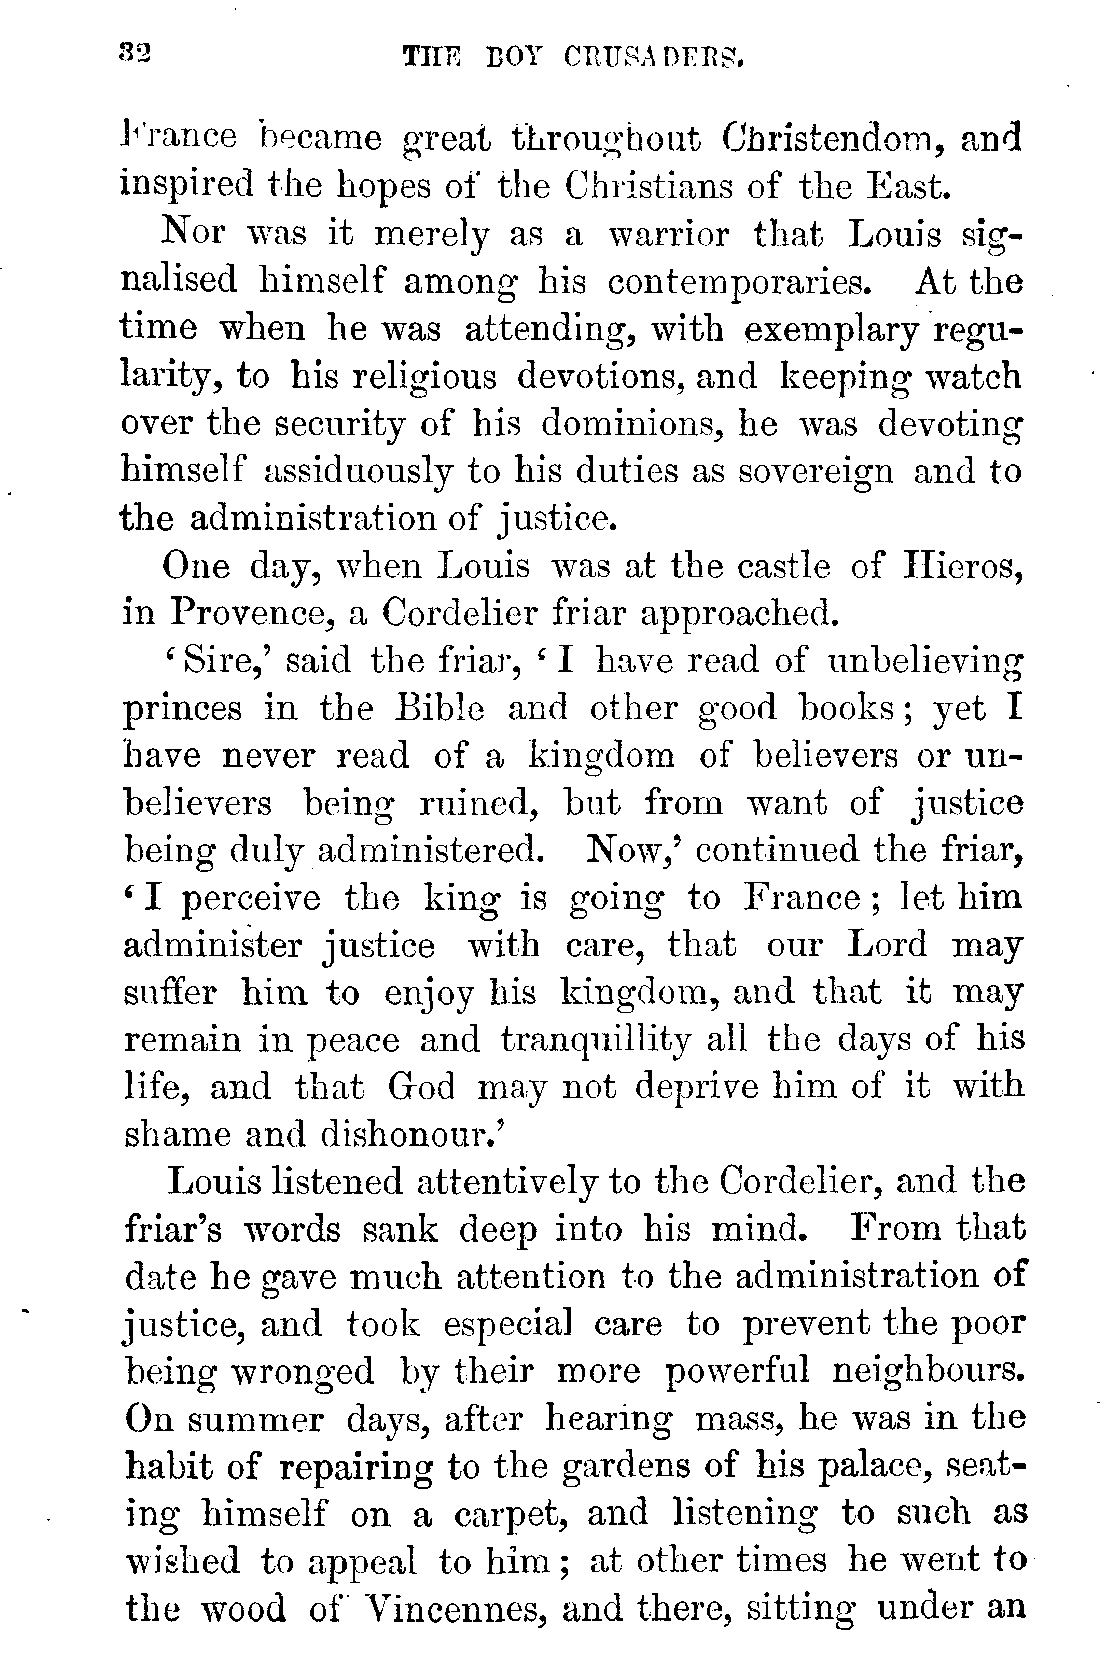 32 THE BOY CRUSADERS.
France became great throughout Christendom, and
inspired the hopes of the Christians of the East.
Nor was it merely as a warrior that Louis sig-
nalised himself among his contemporaries. At the
time when he was attending, with exemplary regu-
larity, to his religious devotions, and keeping watch
over the security of his dominions, he was devoting
himself assiduously to his duties as sovereign and to
the administration of justice.
One day, when Louis was at the castle of Hieros,
in Provence, a Cordelier friar approached.
‘Sire,’ said the friar, ‘I have read of unbelieving
princes in the Bible and other good books; yet I
have never read of a kingdom of believers or un-
believers being ruined, but from want of justice
being duly administered. Now,’ continued the friar,
‘I perceive the king is going to France; let him
administer justice with care, that our Lord may
suffer him to enjoy his kingdom, and that it may
remain in peace and tranquillity all the days of his
life, and that God may not deprive him of it with
shame and dishonour.’
Louis listened attentively to the Cordelier, and the
friar’s words sank deep into his mind. From that
date he gave much attention to the administration of
justice, and took especial care to prevent the poor
being wronged by their more powerful neighbours.
On summer days, after hearing mass, he was in the
habit of repairing to the gardens of his palace, seat-
ing himself on a carpet, and listening to such as
wished to appeal to him; at other times he went to
the wood of Vincennes, and there, sitting under an